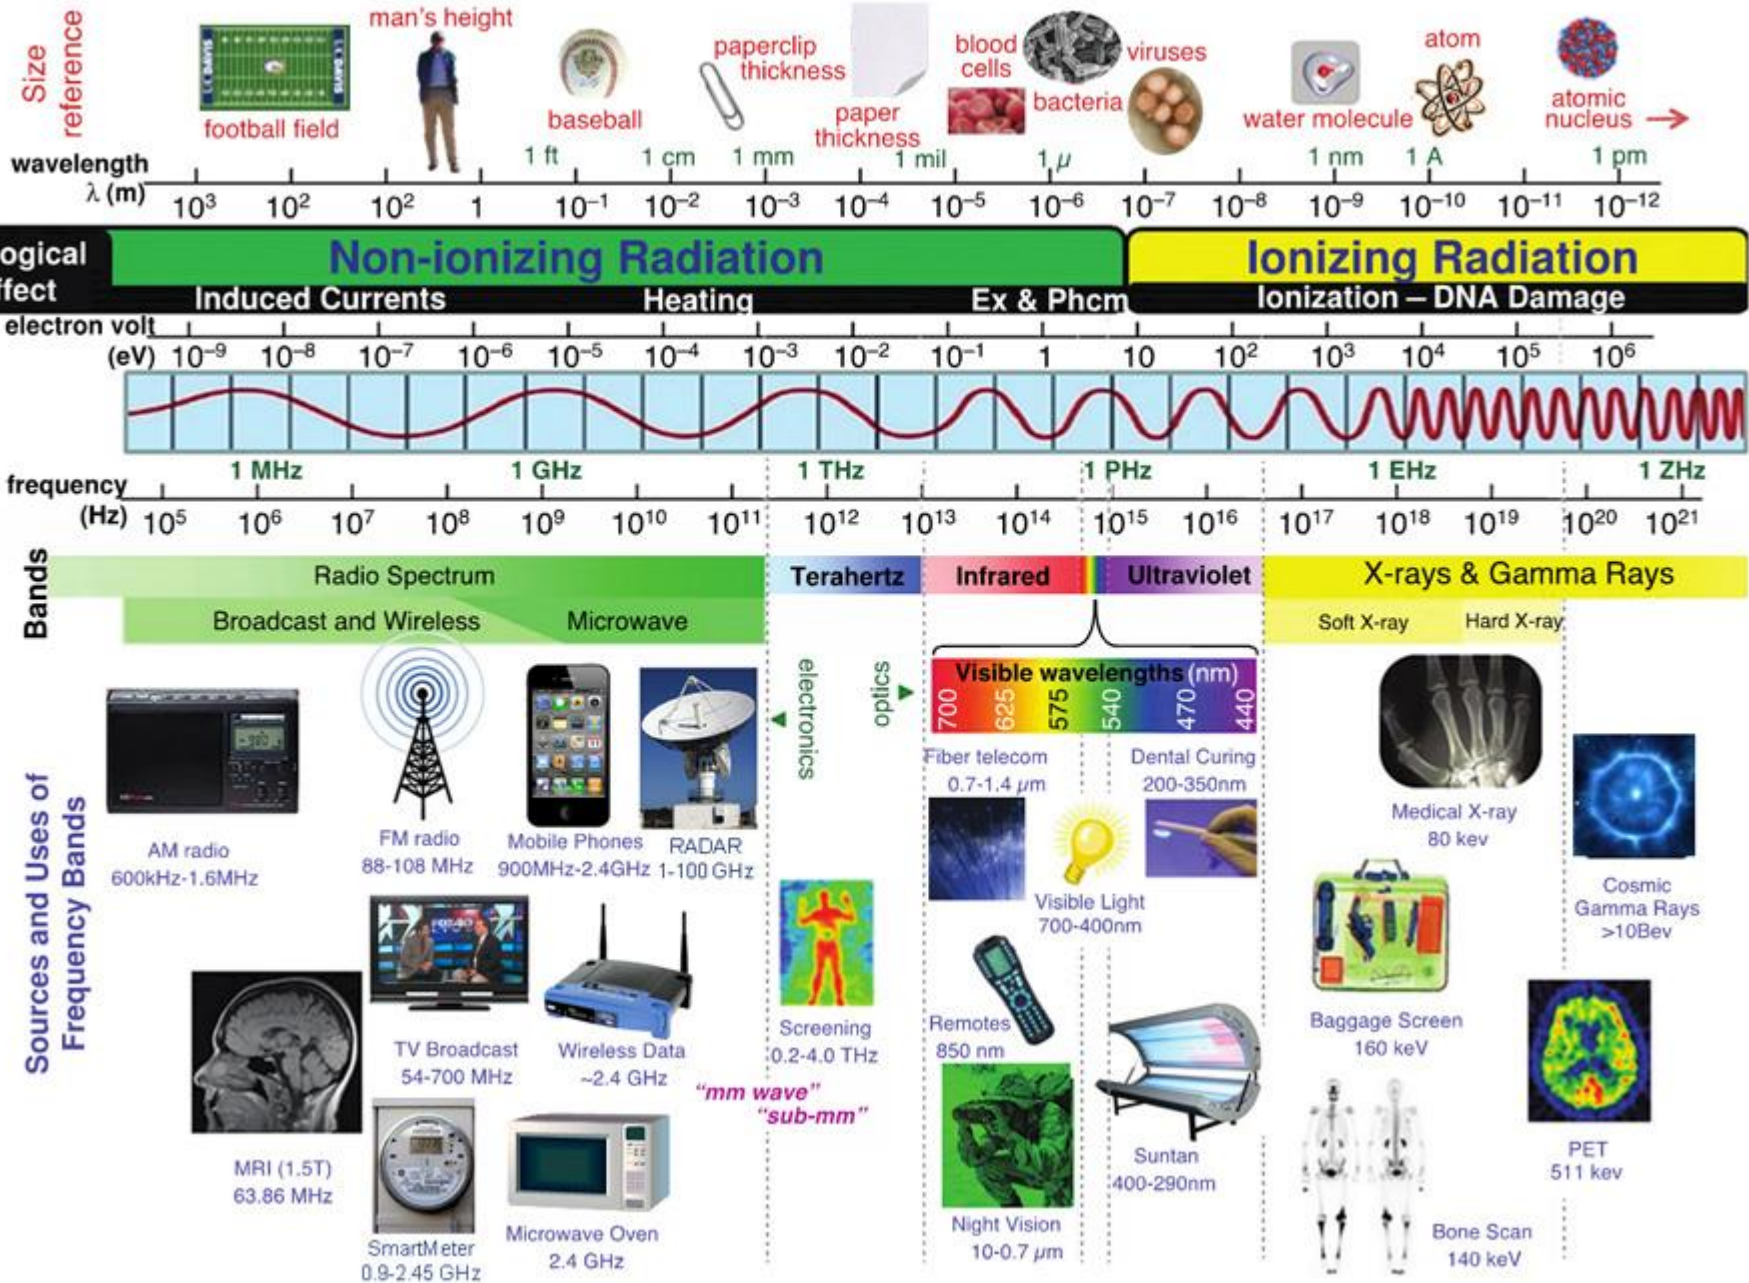 Size
reference
man's height
football field
baseball
paperclip
thickness
paper
thickness
blood
cells
bacteria
viruses
water molecule
atom
atomic
nucleus
wavelength
λ (m)
1 ft 1 cm 1 mm 1 mil 1 µ 1 nm 1 A 1 pm
10³ 10² 10² 1 10⁻¹ 10⁻² 10⁻³ 10⁻⁴ 10⁻⁵ 10⁻⁶ 10⁻⁷ 10⁻⁸ 10⁻⁹ 10⁻¹⁰ 10⁻¹¹ 10⁻¹²
ogical
ffect
Non-ionizing Radiation
Ionizing Radiation
Induced Currents Heating Ex & Phcm Ionization – DNA Damage
electron volt
(eV) 10⁻⁹ 10⁻⁸ 10⁻⁷ 10⁻⁶ 10⁻⁵ 10⁻⁴ 10⁻³ 10⁻² 10⁻¹ 1 10 10² 10³ 10⁴ 10⁵ 10⁶
1 MHz 1 GHz 1 THz 1 PHz 1 EHz 1 ZHz
frequency
(Hz) 10⁵ 10⁶ 10⁷ 10⁸ 10⁹ 10¹⁰ 10¹¹ 10¹² 10¹³ 10¹⁴ 10¹⁵ 10¹⁶ 10¹⁷ 10¹⁸ 10¹⁹ 10²⁰ 10²¹
Bands
Radio Spectrum Terahertz Infrared Ultraviolet X-rays & Gamma Rays
Broadcast and Wireless Microwave Soft X-ray Hard X-ray
electronics
optics
Visible wavelengths (nm)
700 625 575 540 470 440
Sources and Uses of
Frequency Bands
AM radio
600kHz-1.6MHz
FM radio
88-108 MHz
Mobile Phones
900MHz-2.4GHz
RADAR
1-100 GHz
Fiber telecom
0.7-1.4 µm
Dental Curing
200-350nm
Visible Light
700-400nm
Medical X-ray
80 kev
Cosmic
Gamma Rays
>10Bev
TV Broadcast
54-700 MHz
Wireless Data
~2.4 GHz
Screening
0.2-4.0 THz
"mm wave"
"sub-mm"
Remotes
850 nm
Baggage Screen
160 keV
MRI (1.5T)
63.86 MHz
SmartMeter
0.9-2.45 GHz
Microwave Oven
2.4 GHz
Night Vision
10-0.7 µm
Suntan
400-290nm
PET
511 kev
Bone Scan
140 keV